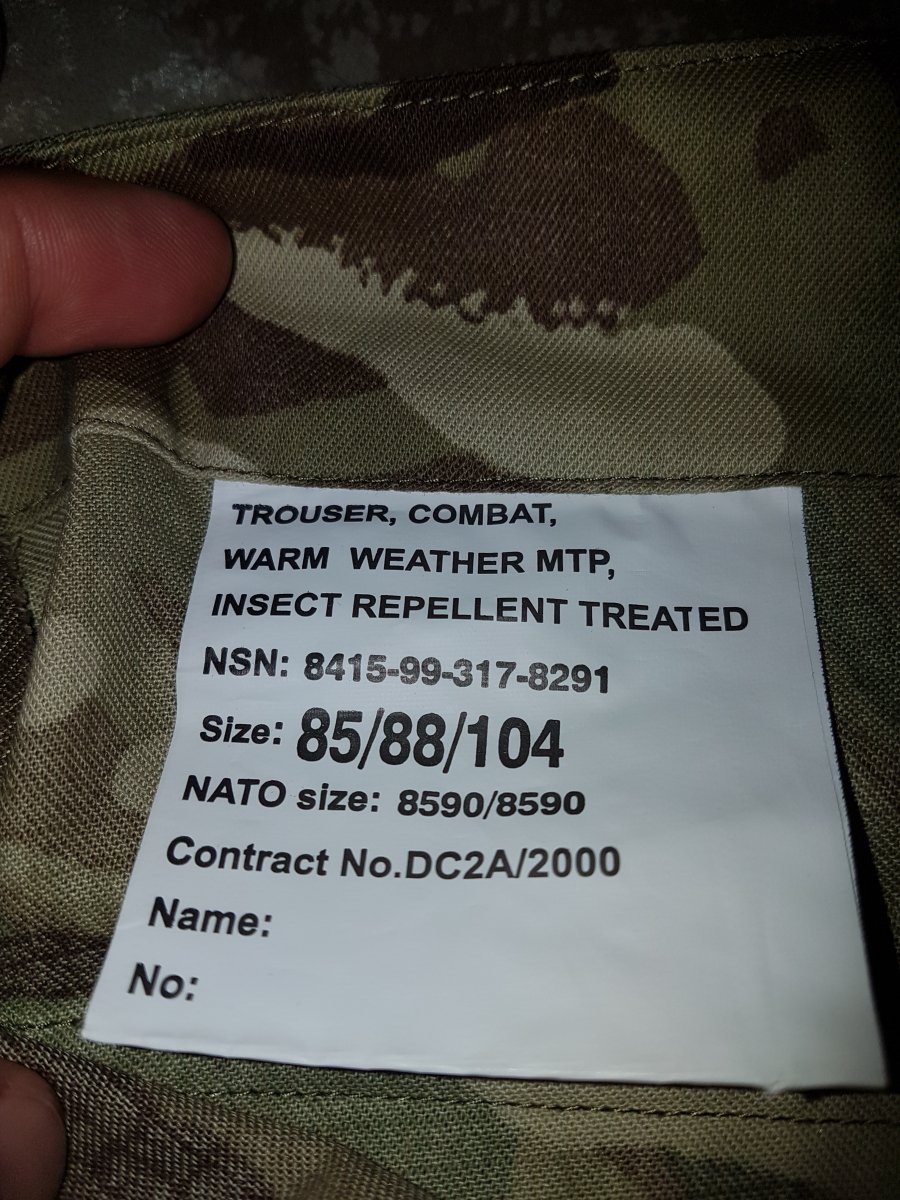 TROUSER, COMBAT,
WARM WEATHER MTP,
INSECT REPELLENT TREATED
NSN: 8415-99-317-8291
Size: 85/88/104
NATO size: 8590/8590
Contract No.DC2A/2000
Name:
No: